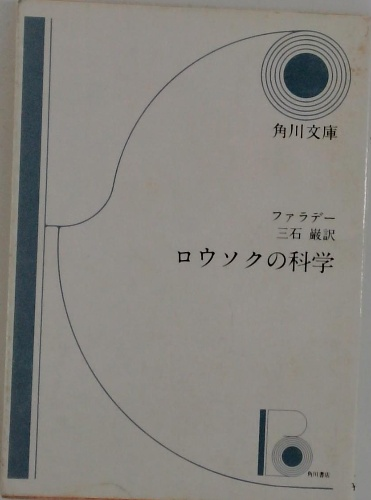 角川文庫
ファラデー
三石 巌訳
ロウソクの科学
角川書店